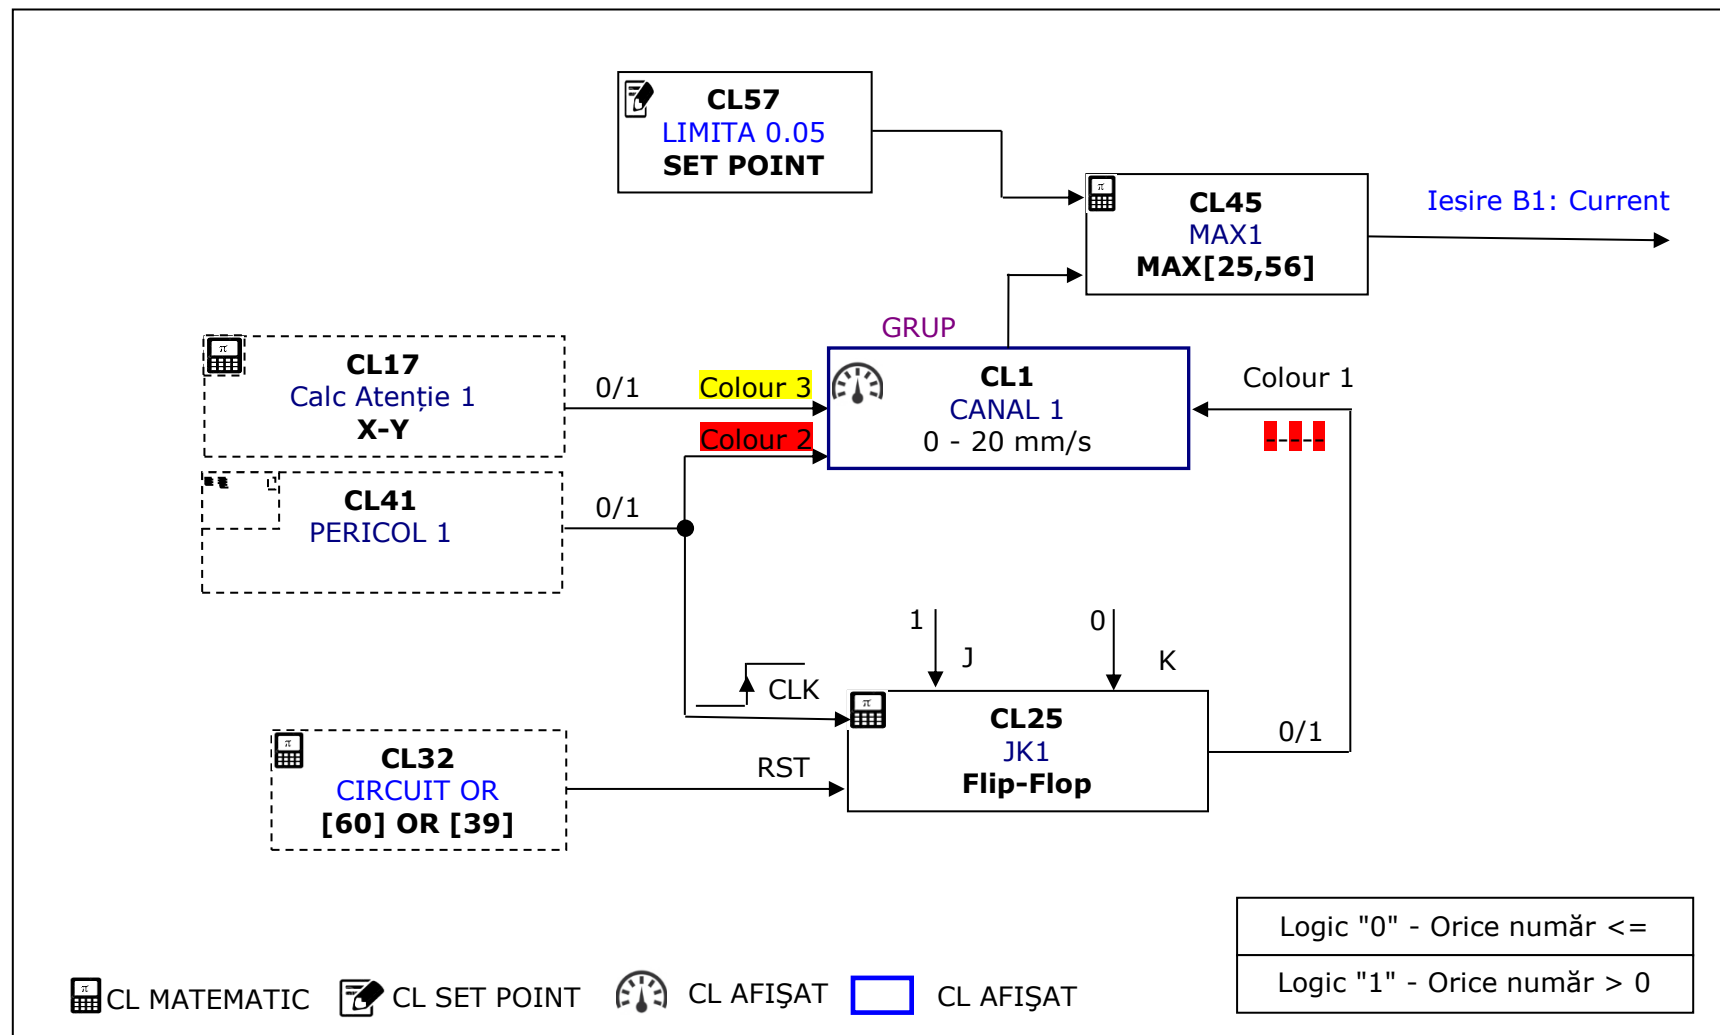 CL57
LIMITA 0.05
SET POINT
CL45
MAX1
MAX[25,56]
Ieșire B1: Current
GRUP
CL17
Calc Atenție 1
X-Y
0/1
Colour 3
CL1
CANAL 1
0 - 20 mm/s
Colour 1
-----
Colour 2
CL41
PERICOL 1
0/1
1
J
0
K
CLK
CL25
JK1
Flip-Flop
0/1
CL32
CIRCUIT OR
[60] OR [39]
RST
Logic "0" - Orice număr <=
Logic "1" - Orice număr > 0
CL MATEMATIC
CL SET POINT
CL AFIŞAT
CL AFIŞAT